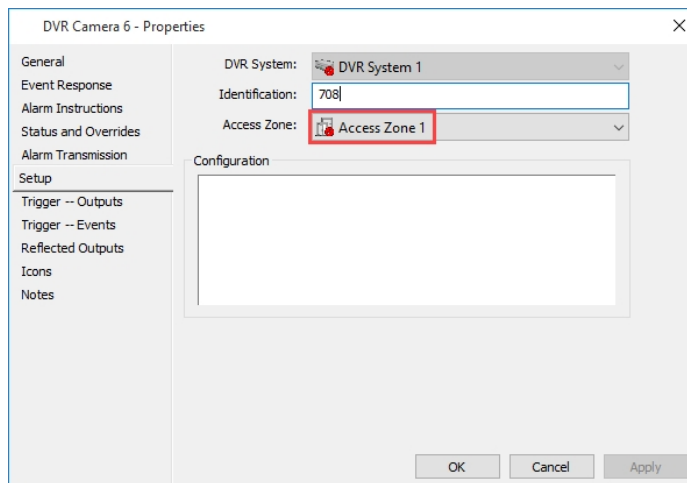 DVR Camera 6 - Properties
General
Event Response
Alarm Instructions
Status and Overrides
Alarm Transmission
Setup
Trigger -- Outputs
Trigger -- Events
Reflected Outputs
Icons
Notes
DVR System: DVR System 1
Identification: 708
Access Zone: Access Zone 1
Configuration
OK Cancel Apply